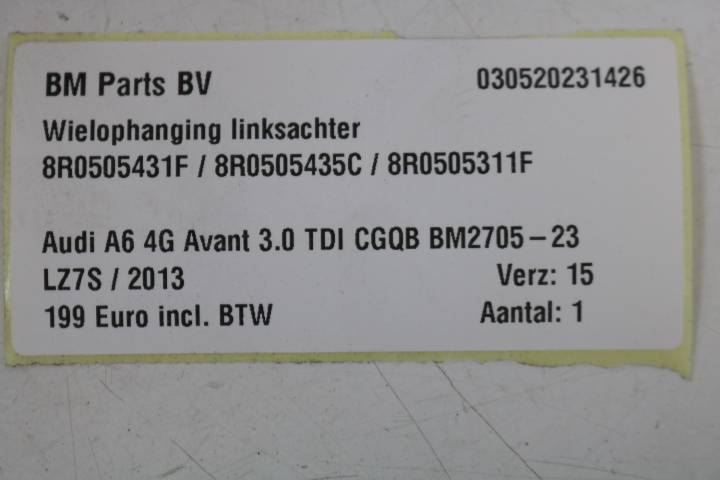 BM Parts BV 030520231426
Wielophanging linksachter
8R0505431F / 8R0505435C / 8R0505311F
Audi A6 4G Avant 3.0 TDI CGQB BM2705-23
LZ7S / 2013 Verz: 15
199 Euro incl. BTW Aantal: 1